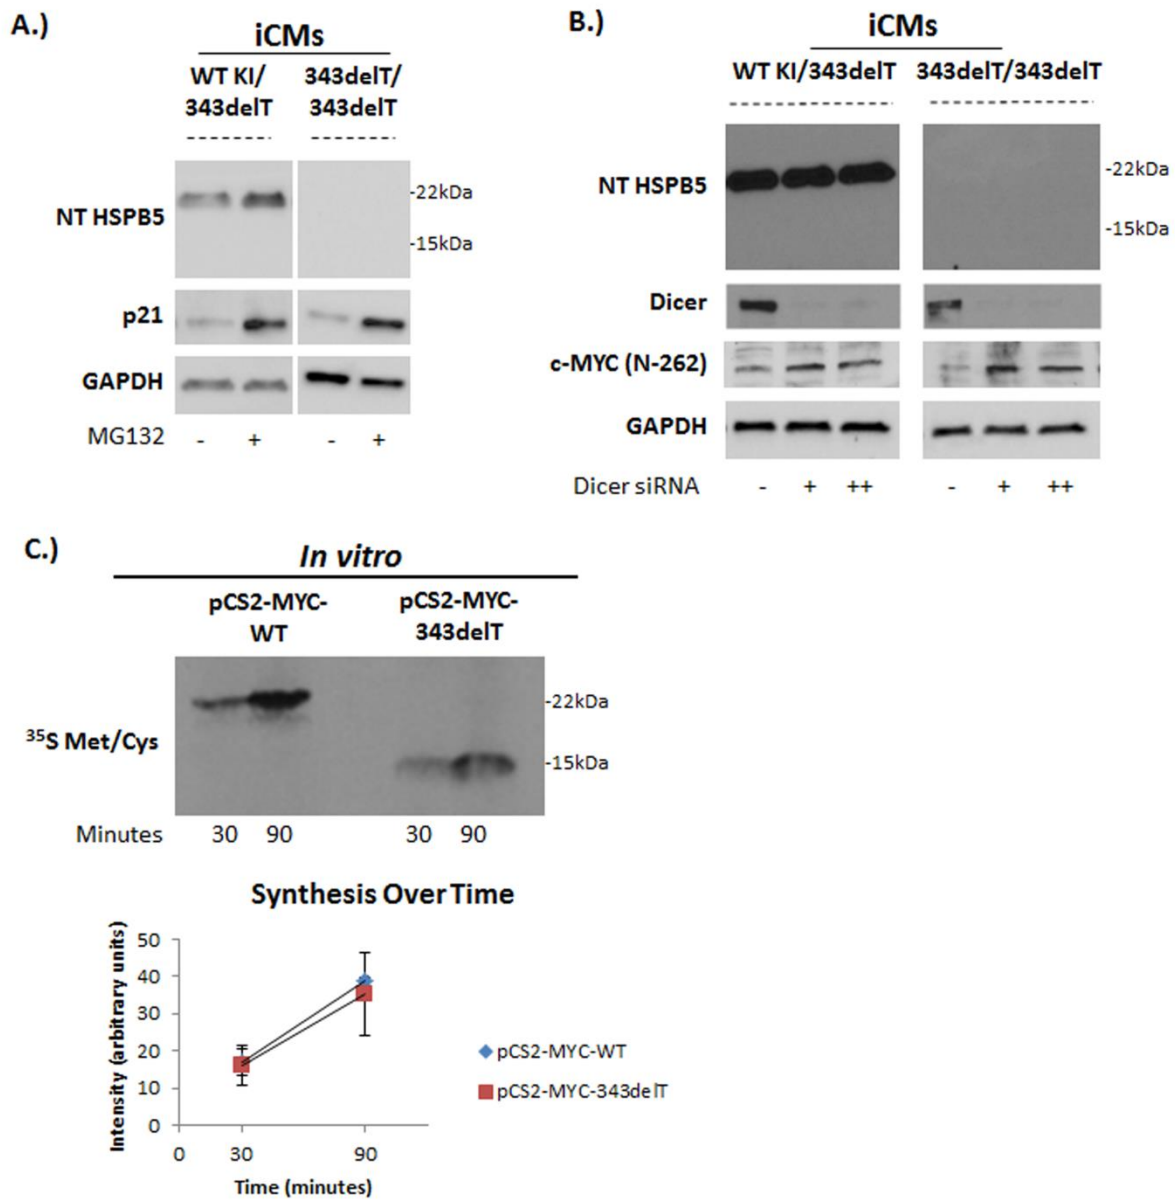 A.)
iCMs
WT KI/ 343delT/
343delT 343delT
NT HSPB5
-22kDa
-15kDa
p21
GAPDH
MG132 - + - +
B.)
iCMs
WT KI/343delT 343delT/343delT
NT HSPB5
-22kDa
-15kDa
Dicer
c-MYC (N-262)
GAPDH
Dicer siRNA - + ++ - + ++
C.)
In vitro
pCS2-MYC- pCS2-MYC-
WT 343delT
-22kDa
35S Met/Cys
-15kDa
Minutes 30 90 30 90
Synthesis Over Time
Intensity (arbitrary units)
50
40
30
20
10
0
0 30 90
Time (minutes)
pCS2-MYC-WT
pCS2-MYC-343delT